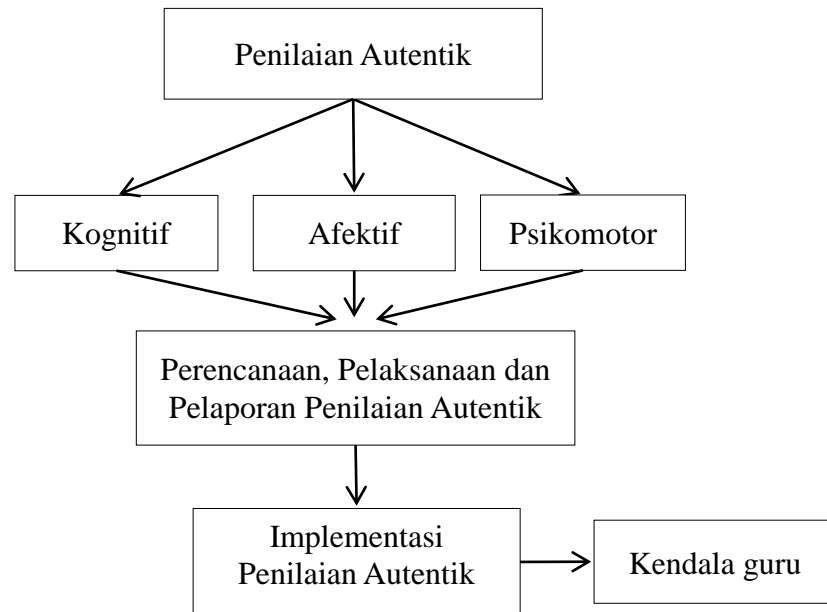 Penilaian Autentik
Kognitif
Afektif
Psikomotor
Perencanaan, Pelaksanaan dan
Pelaporan Penilaian Autentik
Implementasi
Penilaian Autentik
Kendala guru